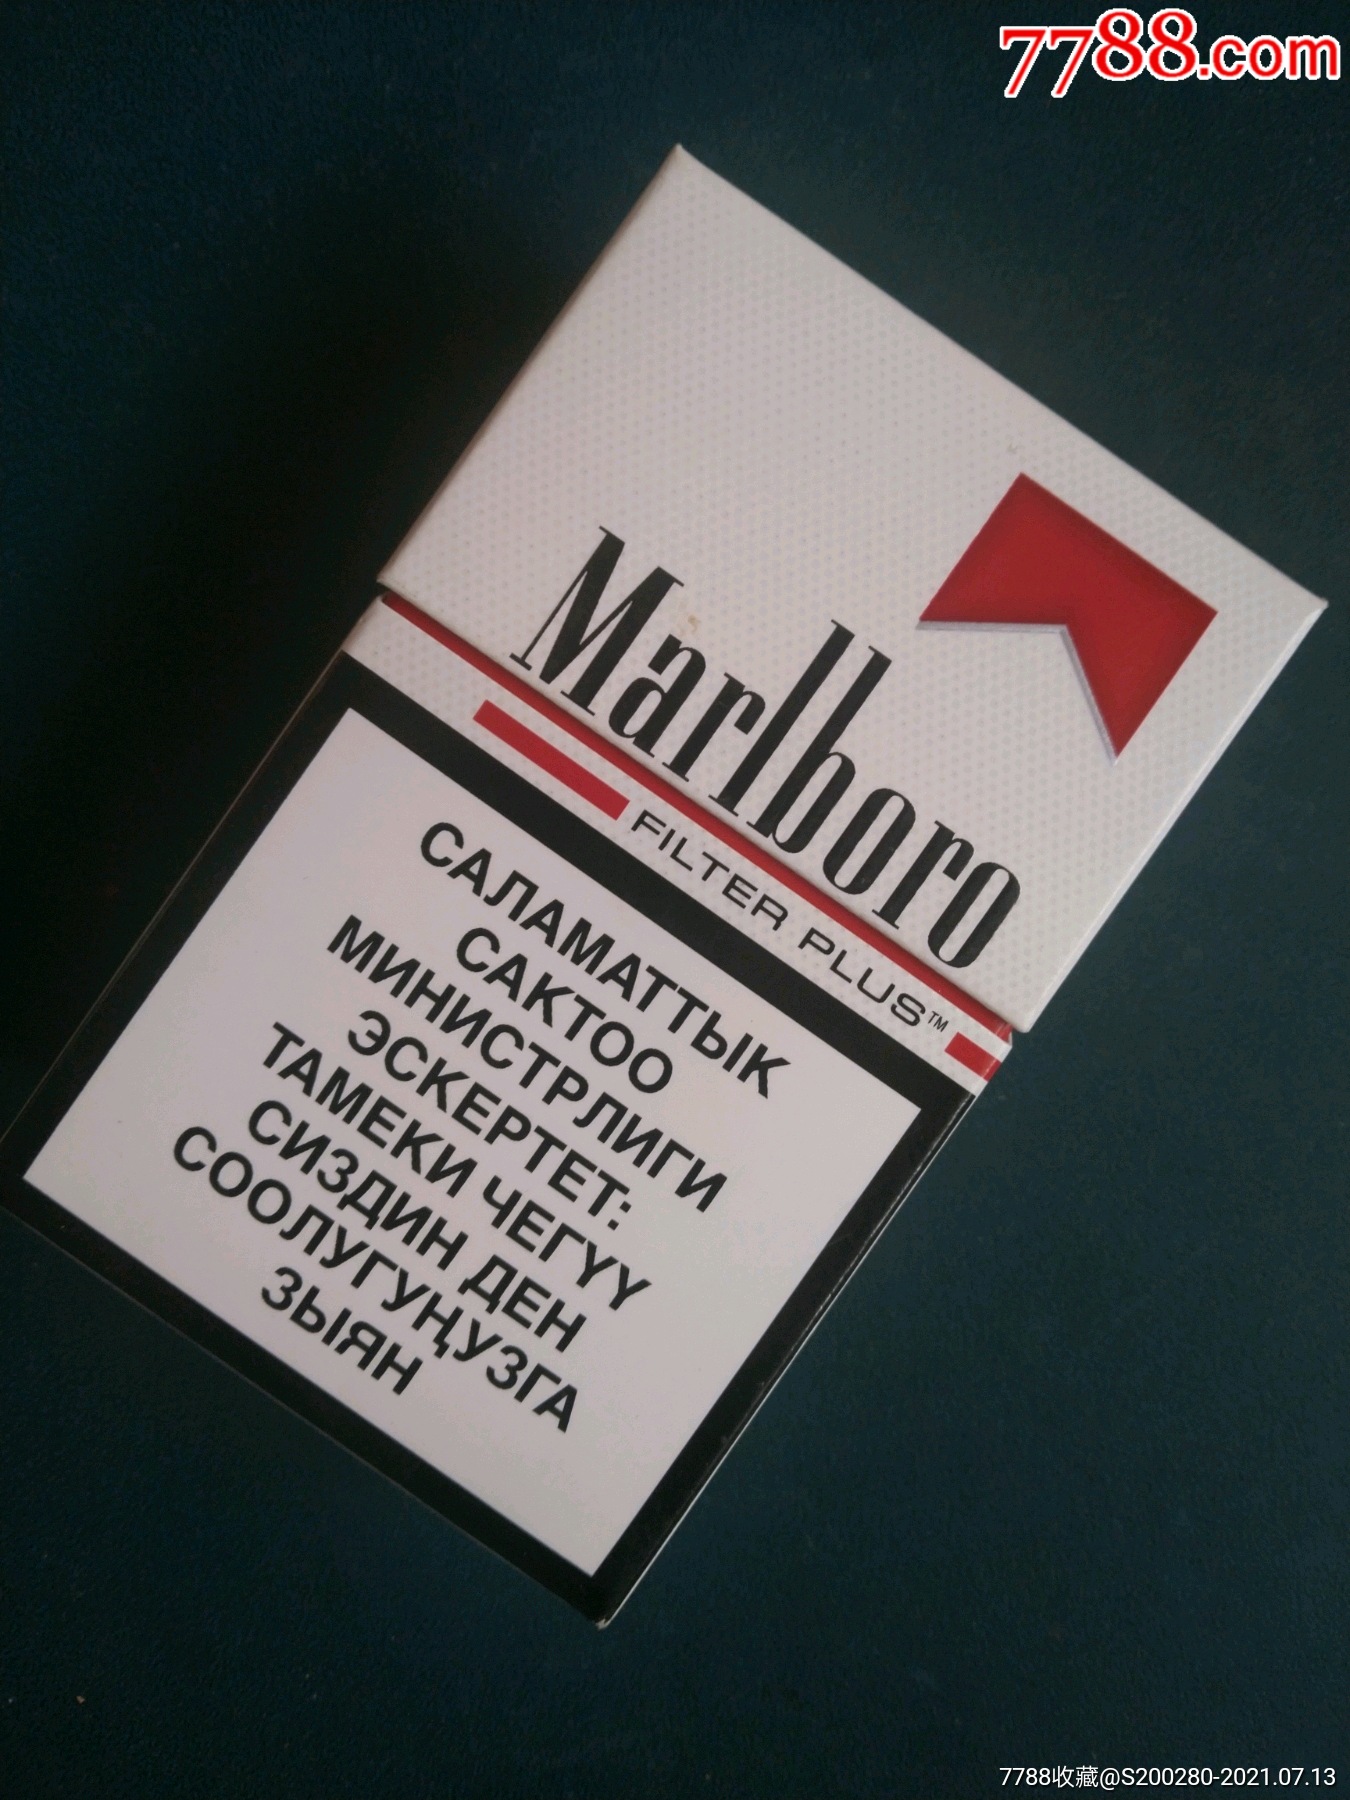 7788.com
Marlboro
FILTER PLUS™
САЛАМАТТЫК
САКТОО
МИНИСТРЛИГИ
ЭСКЕРТЕТ:
ТАМЕКИ ЧЕГҮҮ
СИЗДИН ДЕН
СООЛУГУҢУЗГА
ЗЫЯН
7788收藏@S200280-2021.07.13